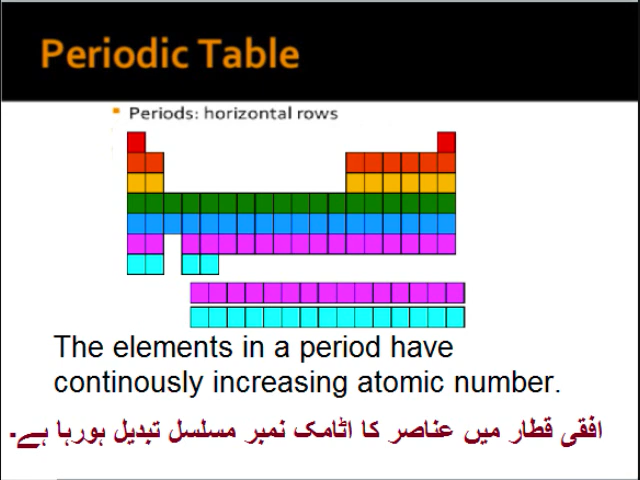 Periodic Table
Periods: horizontal rows
The elements in a period have
continously increasing atomic number.
افقی قطار میں عناصر کا اٹامک نمبر مسلسل تبدیل ہورہا ہے۔